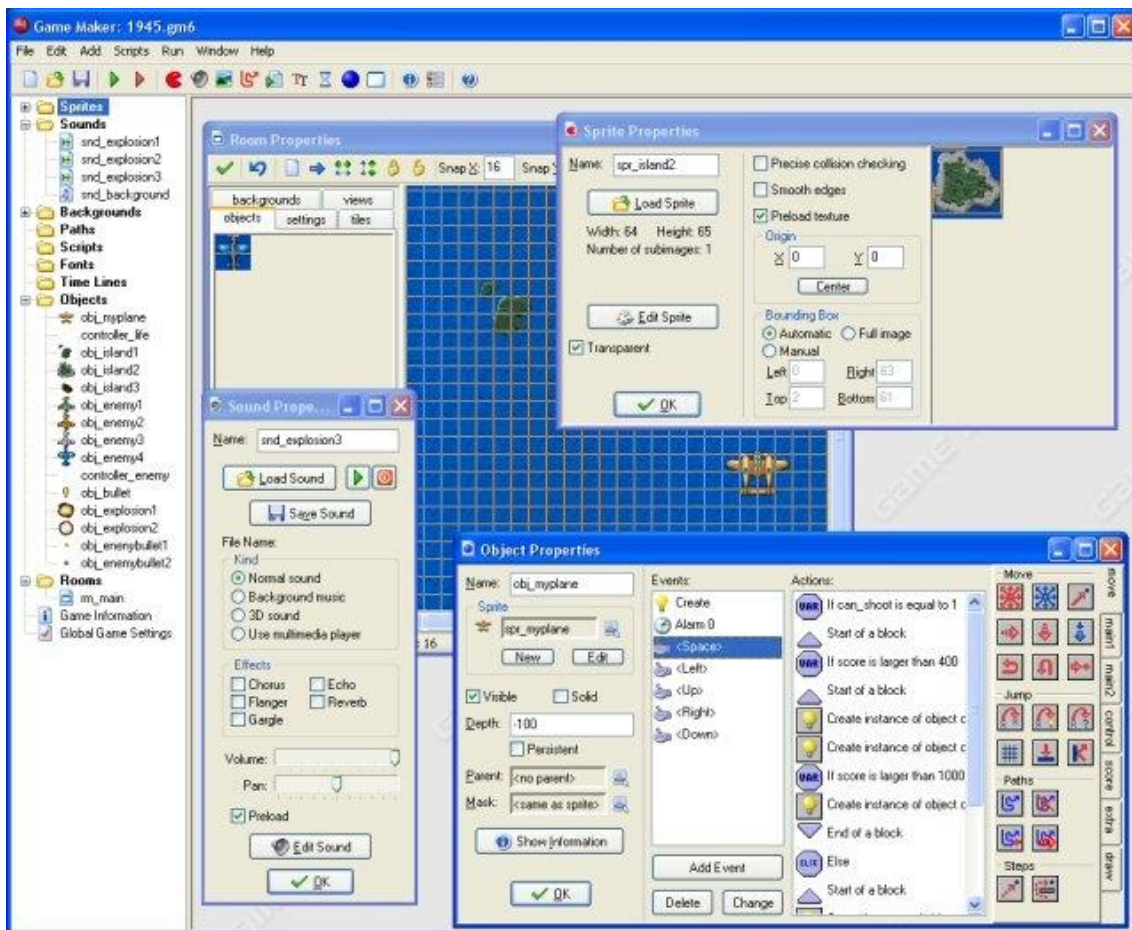 Game Maker: 1945.gm6
File Edit Add Scripts Run Window Help
Sprites
Sounds
snd_explosion1
snd_explosion2
snd_explosion3
snd_background
Backgrounds
Paths
Scripts
Fonts
Time Lines
Objects
obj_myplane
controller_life
obj_island1
obj_island2
obj_island3
obj_enemy1
obj_enemy2
obj_enemy3
obj_enemy4
controller_enemy
obj_bullet
obj_explosion1
obj_explosion2
obj_enenybullet1
obj_enemybullet2
Rooms
rm_main
Game Information
Global Game Settings
Room Properties
Snap X: 16 Snap
backgrounds views
objects settings tiles
: 16
Sprite Properties
Name: spr_island2
Load Sprite
Width: 64 Height: 65
Number of subimages: 1
Edit Sprite
Transparent
OK
Precise collision checking
Smooth edges
Preload texture
Origin
X 0 Y 0
Center
Bounding Box
Automatic Full image
Manual
Left 0 Right 63
Top 2 Bottom 61
Sound Prope...
Name: snd_explosion3
Load Sound
Save Sound
File Name:
Kind
Normal sound
Background music
3D sound
Use multimedia player
Effects
Chorus Echo
Flanger Reverb
Gargle
Volume:
Pan:
Preload
Edit Sound
OK
Object Properties
Name: obj_myplane
Sprite
spr_myplane
New Edit
Visible Solid
Depth: -100
Persistent
Parent: <no parent>
Mask: <same as sprite>
Show Information
OK
Events:
Create
Alarm 0
<Space>
<Left>
<Up>
<Right>
<Down>
Add Event
Delete Change
Actions:
VAR If can_shoot is equal to 1
Start of a block
VAR If score is larger than 400
Start of a block
Create instance of object c
Create instance of object c
VAR If score is larger than 1000
Create instance of object c
End of a block
ELSE Else
Start of a block
Move
Jump
Paths
Steps
move
main1
main2
control
score
extra
draw